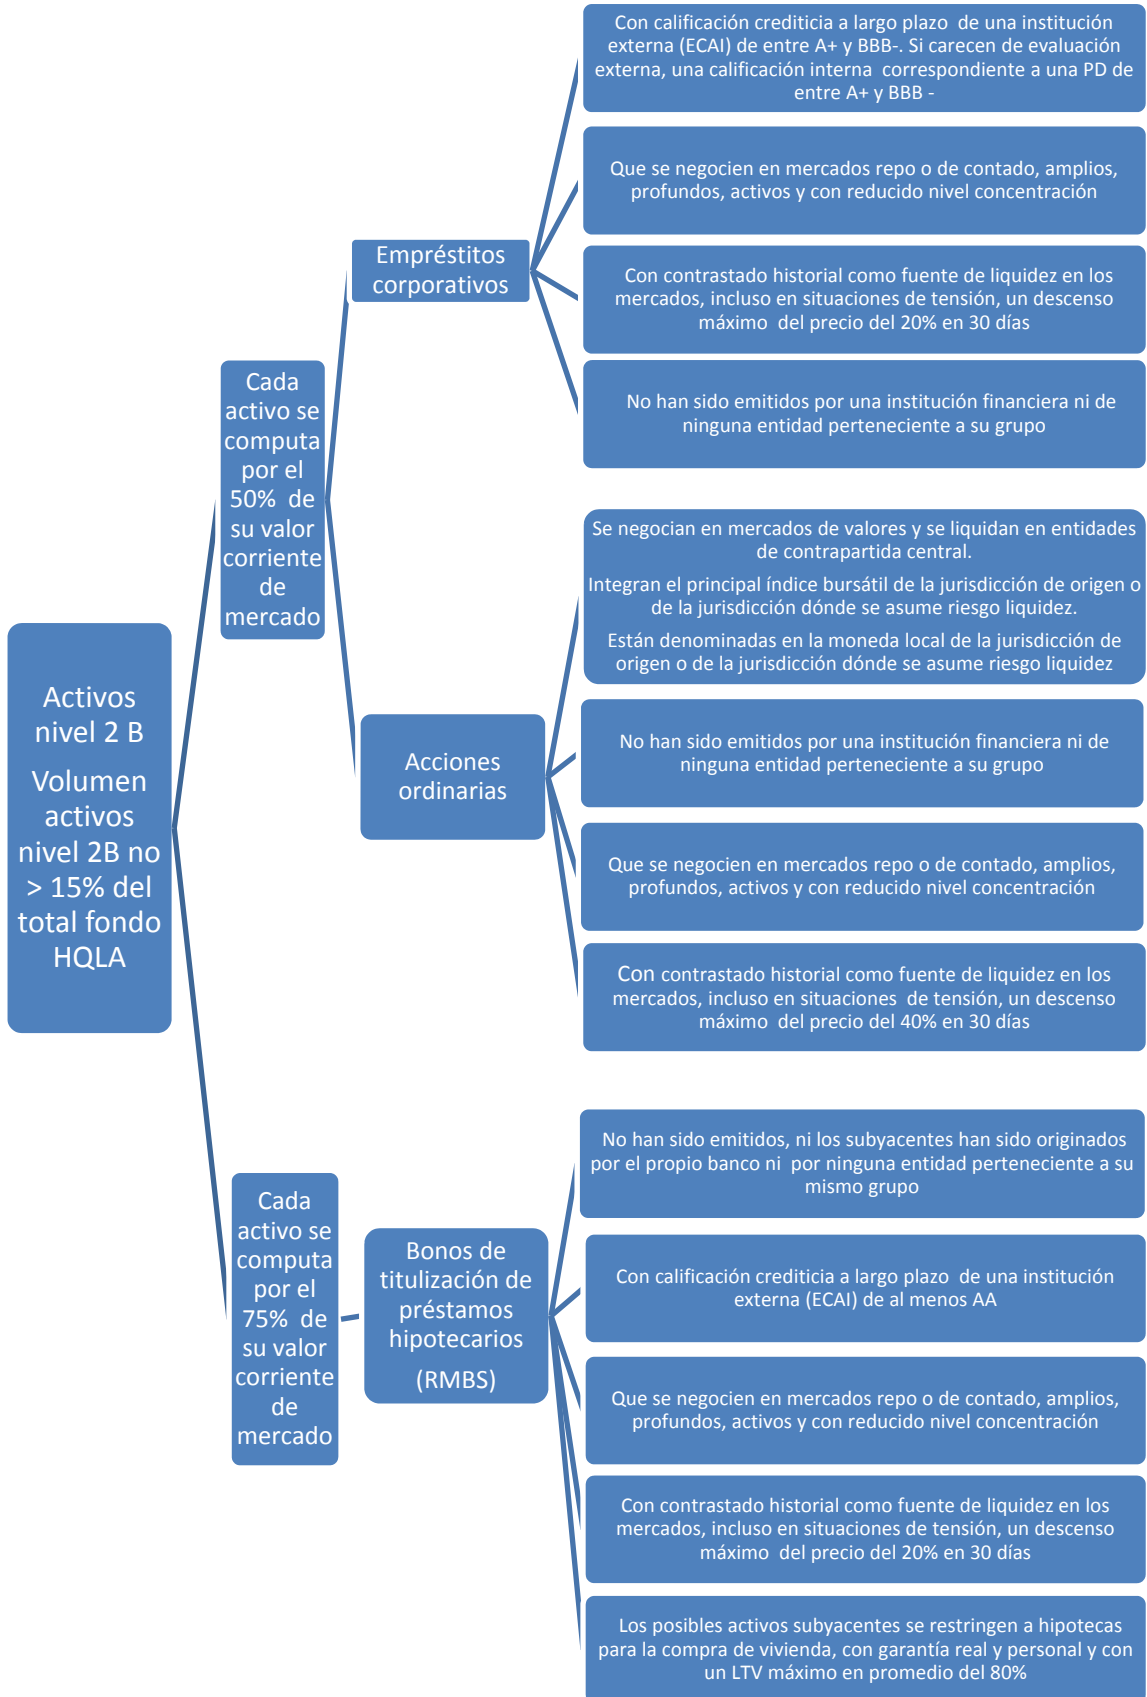 Activos
nivel 2 B
Volumen
activos
nivel 2B no
> 15% del
total fondo
HQLA
Cada
activo se
computa
por el
50% de
su valor
corriente
de
mercado
Empréstitos
corporativos
Con calificación crediticia a largo plazo de una institución
externa (ECAI) de entre A+ y BBB-. Si carecen de evaluación
externa, una calificación interna correspondiente a una PD de
entre A+ y BBB -
Que se negocien en mercados repo o de contado, amplios,
profundos, activos y con reducido nivel concentración
Con contrastado historial como fuente de liquidez en los
mercados, incluso en situaciones de tensión, un descenso
máximo del precio del 20% en 30 días
No han sido emitidos por una institución financiera ni de
ninguna entidad perteneciente a su grupo
Acciones
ordinarias
Se negocian en mercados de valores y se liquidan en entidades
de contrapartida central.
Integran el principal índice bursátil de la jurisdicción de origen o
de la jurisdicción dónde se asume riesgo liquidez.
Están denominadas en la moneda local de la jurisdicción de
origen o de la jurisdicción dónde se asume riesgo liquidez
No han sido emitidos por una institución financiera ni de
ninguna entidad perteneciente a su grupo
Que se negocien en mercados repo o de contado, amplios,
profundos, activos y con reducido nivel concentración
Con contrastado historial como fuente de liquidez en los
mercados, incluso en situaciones de tensión, un descenso
máximo del precio del 40% en 30 días
Cada
activo se
computa
por el
75% de
su valor
corriente
de
mercado
Bonos de
titulización de
préstamos
hipotecarios
(RMBS)
No han sido emitidos, ni los subyacentes han sido originados
por el propio banco ni por ninguna entidad perteneciente a su
mismo grupo
Con calificación crediticia a largo plazo de una institución
externa (ECAI) de al menos AA
Que se negocien en mercados repo o de contado, amplios,
profundos, activos y con reducido nivel concentración
Con contrastado historial como fuente de liquidez en los
mercados, incluso en situaciones de tensión, un descenso
máximo del precio del 20% en 30 días
Los posibles activos subyacentes se restringen a hipotecas
para la compra de vivienda, con garantía real y personal y con
un LTV máximo en promedio del 80%